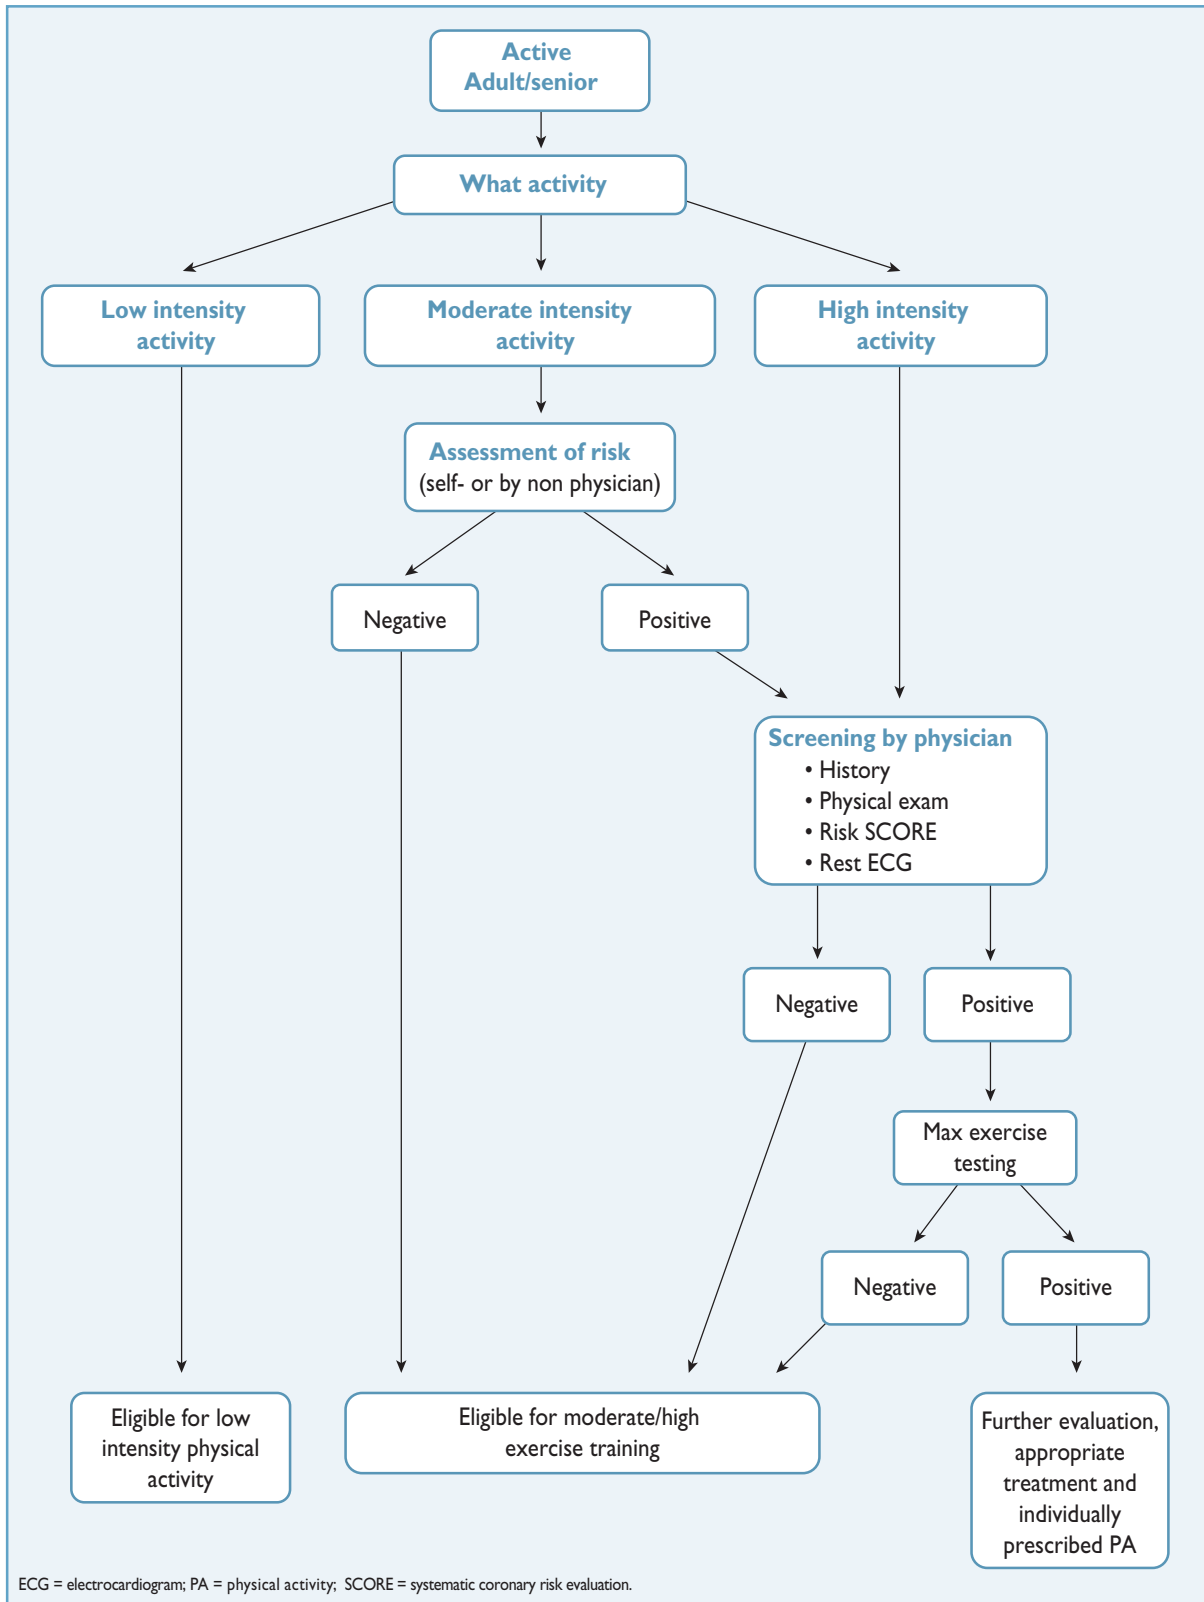 Active
Adult/senior
What activity
Low intensity
activity
Moderate intensity
activity
High intensity
activity
Assessment of risk
(self- or by non physician)
Negative
Positive
Screening by physician
• History
• Physical exam
• Risk SCORE
• Rest ECG
Negative
Positive
Max exercise
testing
Negative
Positive
Eligible for low
intensity physical
activity
Eligible for moderate/high
exercise training
Further evaluation,
appropriate
treatment and
individually
prescribed PA
ECG = electrocardiogram; PA = physical activity; SCORE = systematic coronary risk evaluation.